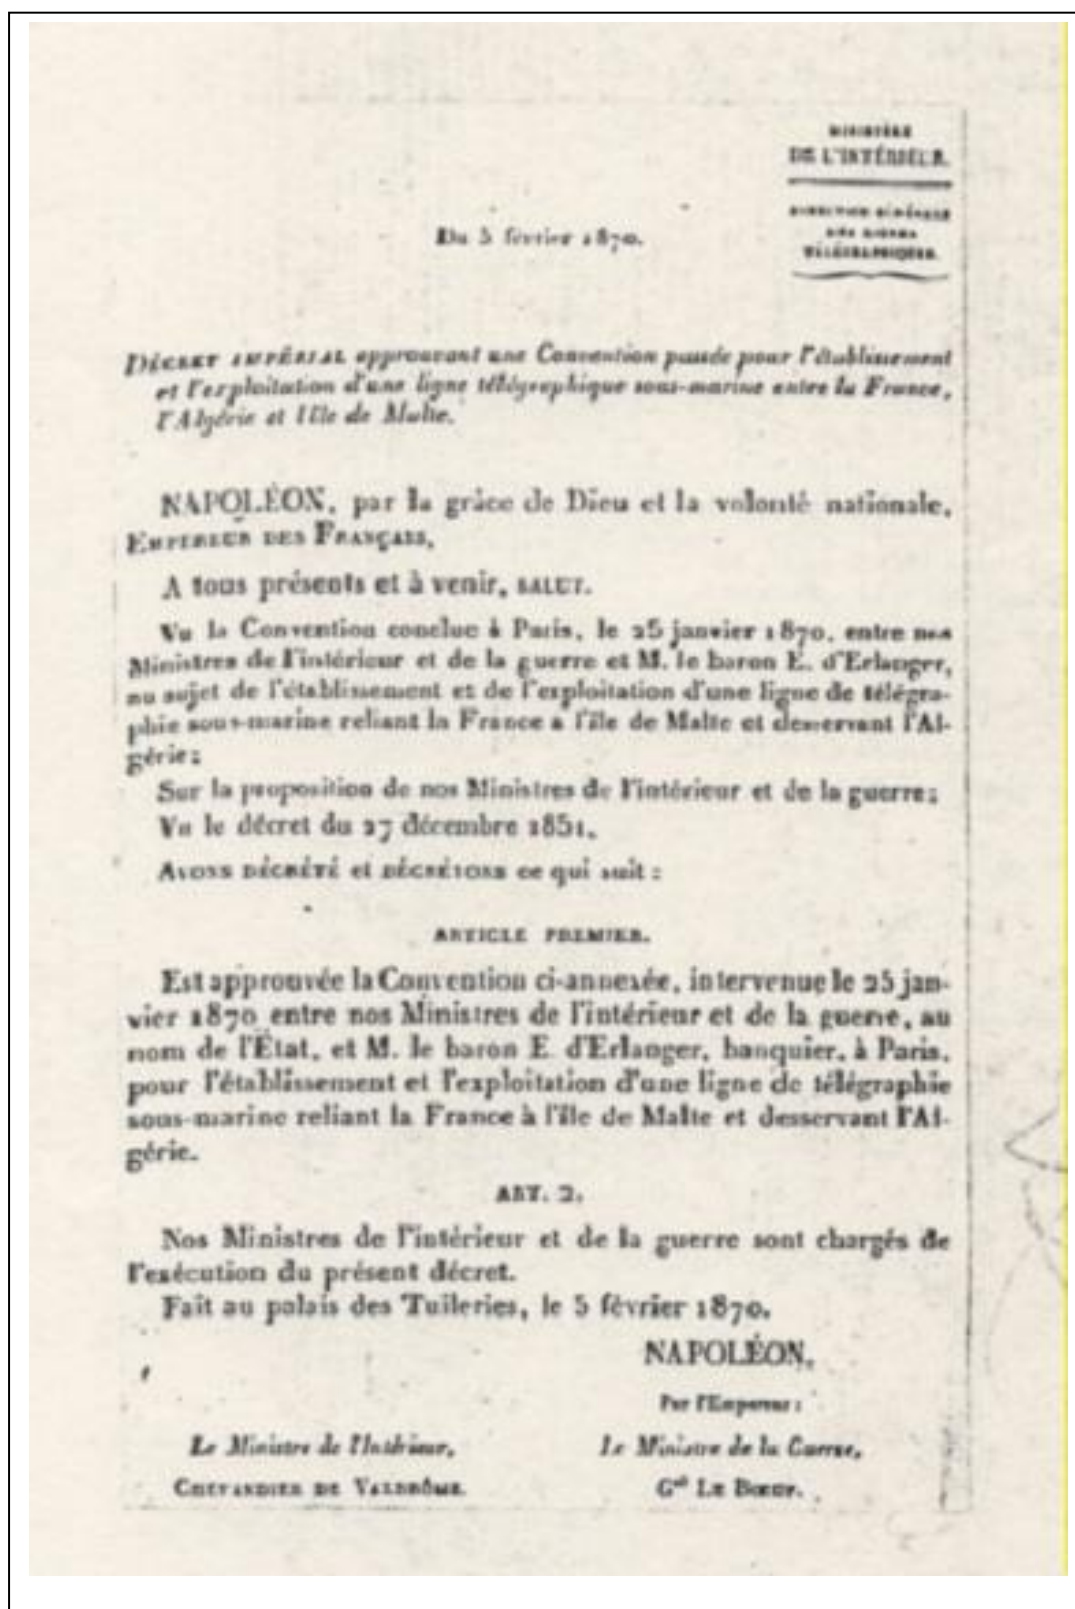 MINISTÈRE
DE L'INTÉRIEUR.
DIRECTION GÉNÉRALE
DES LIGNES
TÉLÉGRAPHIQUES.
Du 5 février 1870.
DÉCRET IMPÉRIAL approuvant une Convention passée pour l'établissement
et l'exploitation d'une ligne télégraphique sous-marine entre la France,
l'Algérie et l'île de Malte.
NAPOLÉON, par la grâce de Dieu et la volonté nationale,
EMPEREUR DES FRANÇAIS,
A tous présents et à venir, SALUT.
Vu la Convention conclue à Paris, le 25 janvier 1870, entre nos
Ministres de l'intérieur et de la guerre et M. le baron E. d'Erlanger,
au sujet de l'établissement et de l'exploitation d'une ligne de télégra-
phie sous-marine reliant la France à l'île de Malte et desservant l'Al-
gérie;
Sur la proposition de nos Ministres de l'intérieur et de la guerre;
Vu le décret du 27 décembre 1851,
AVONS DÉCRÉTÉ et DÉCRÉTONS ce qui suit :
ARTICLE PREMIER.
Est approuvée la Convention ci-annexée, intervenue le 25 jan-
vier 1870 entre nos Ministres de l'intérieur et de la guerre, au
nom de l'État, et M. le baron E. d'Erlanger, banquier, à Paris,
pour l'établissement et l'exploitation d'une ligne de télégraphie
sous-marine reliant la France à l'île de Malte et desservant l'Al-
gérie.
ART. 2.
Nos Ministres de l'intérieur et de la guerre sont chargés de
l'exécution du présent décret.
Fait au palais des Tuileries, le 5 février 1870.
NAPOLÉON.
Par l'Empereur :
Le Ministre de l'Intérieur,
Le Ministre de la Guerre,
CHEVANDIER DE VALDRÔME.
Gal LE BŒUF.